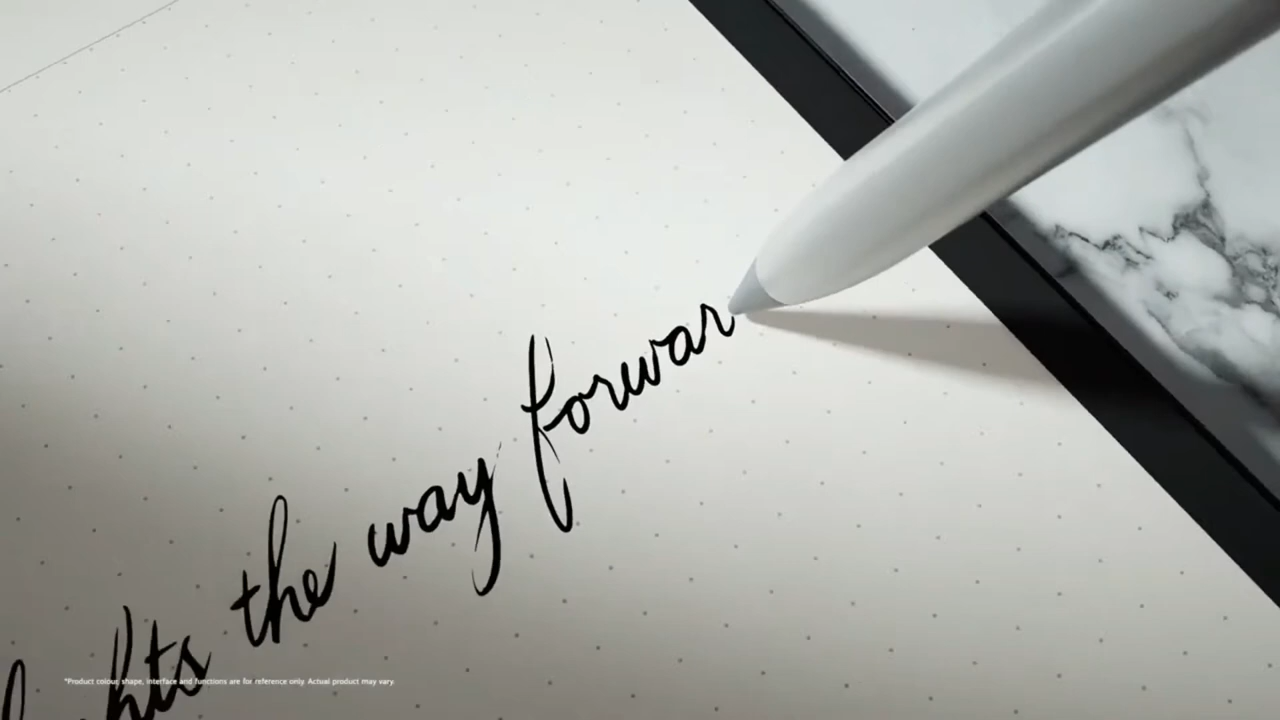 the way forwar
*Product colour, shape, interface and functions are for reference only. Actual product may vary.